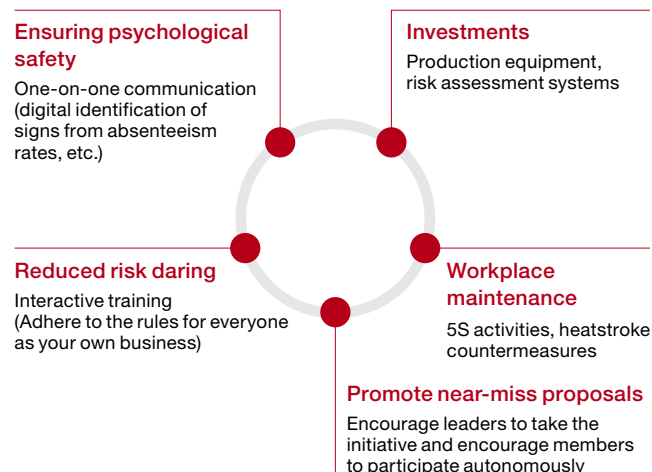 Ensuring psychological
safety
One-on-one communication
(digital identification of
signs from absenteeism
rates, etc.)
Investments
Production equipment,
risk assessment systems
Reduced risk daring
Interactive training
(Adhere to the rules for everyone
as your own business)
Workplace
maintenance
5S activities, heatstroke
countermeasures
Promote near-miss proposals
Encourage leaders to take the
initiative and encourage members
to participate autonomously